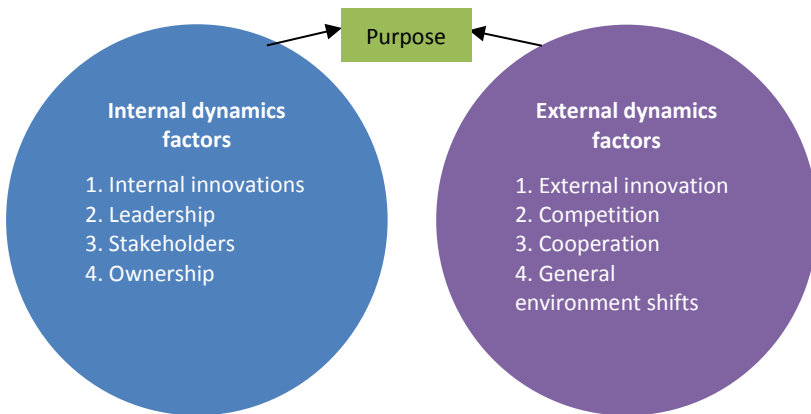 Purpose
Internal dynamics
factors
1. Internal innovations
2. Leadership
3. Stakeholders
4. Ownership
External dynamics
factors
1. External innovation
2. Competition
3. Cooperation
4. General
environment shifts